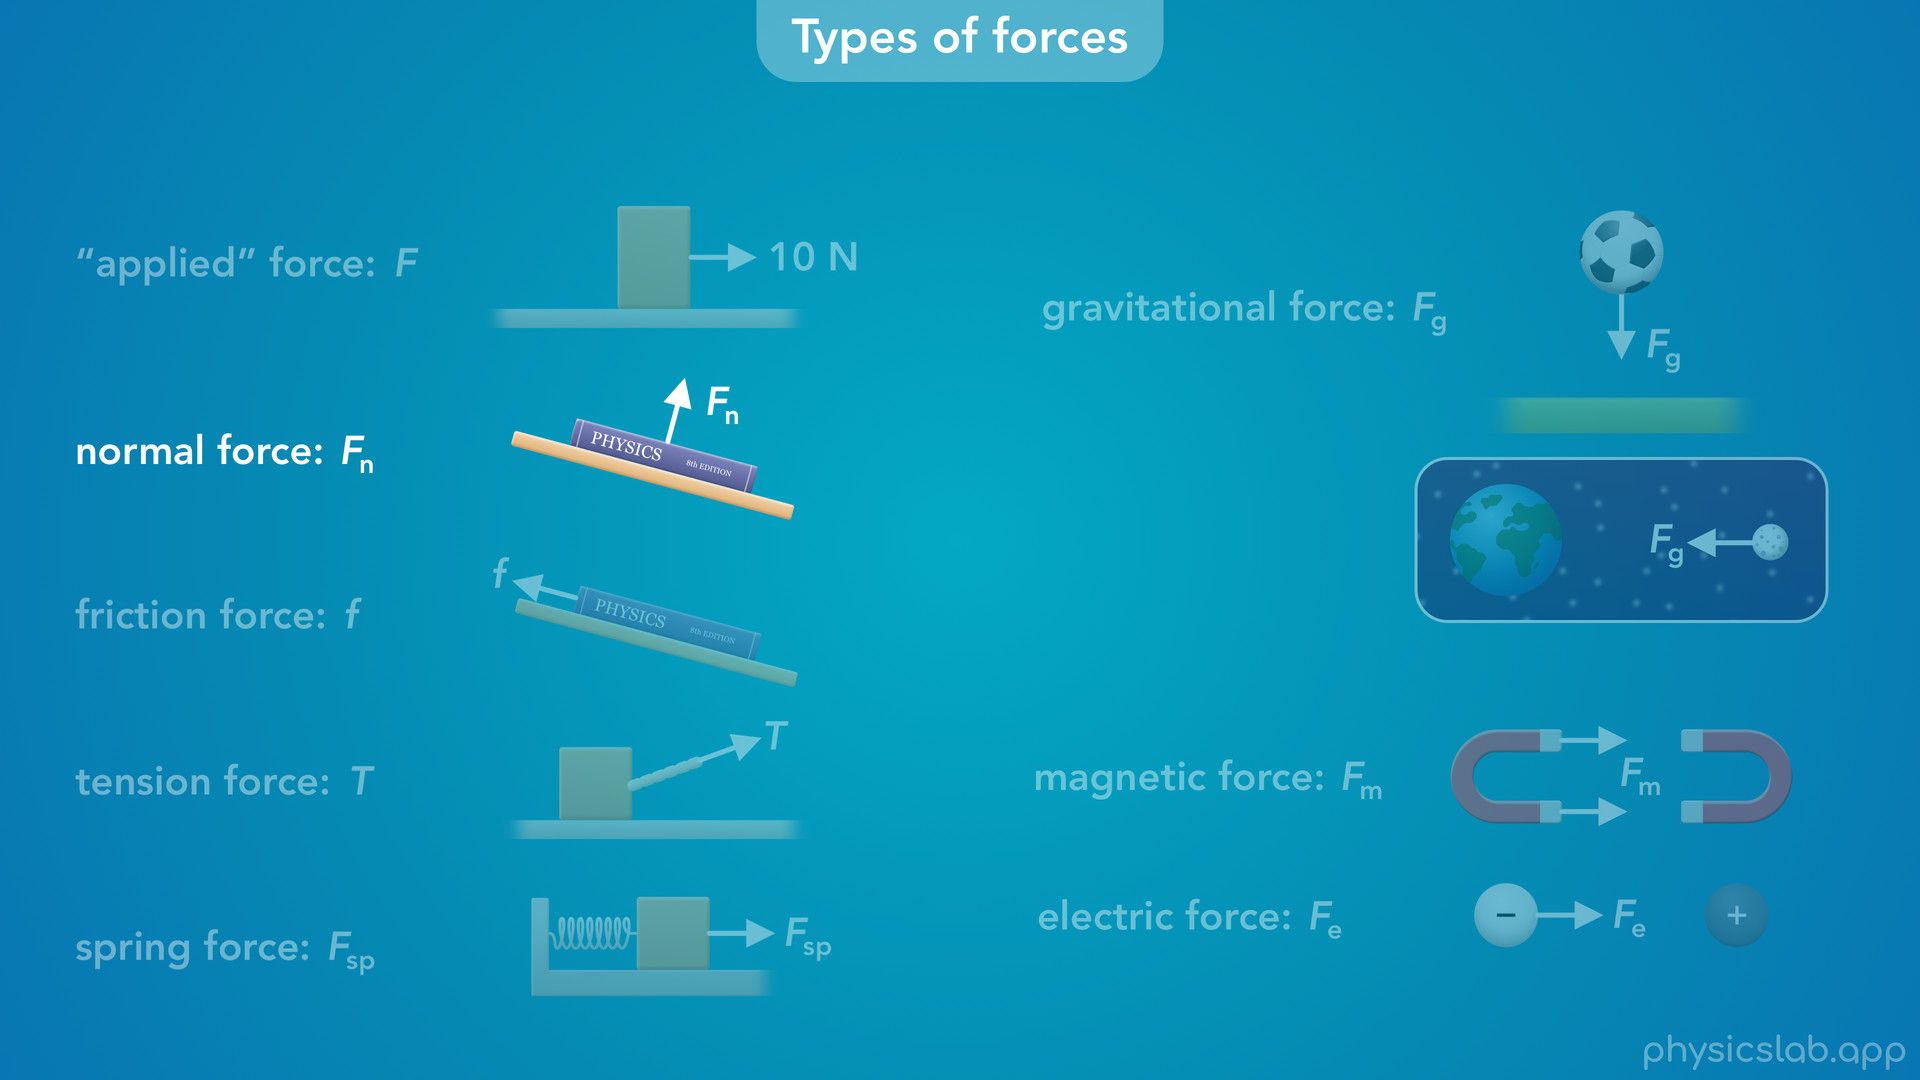 Types of forces
“applied” force: F
10 N
normal force: Fn
Fn
PHYSICS 8th EDITION
friction force: f
f
PHYSICS 8th EDITION
tension force: T
T
spring force: Fsp
Fsp
gravitational force: Fg
Fg
Fg
magnetic force: Fm
Fm
electric force: Fe
− Fe +
physicslab.app